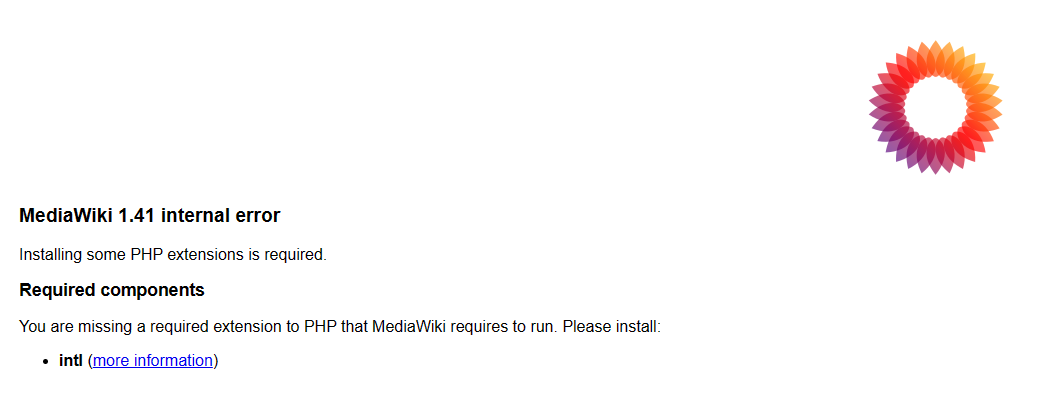 MediaWiki 1.41 internal error
Installing some PHP extensions is required.
Required components
You are missing a required extension to PHP that MediaWiki requires to run. Please install:
• intl (more information)